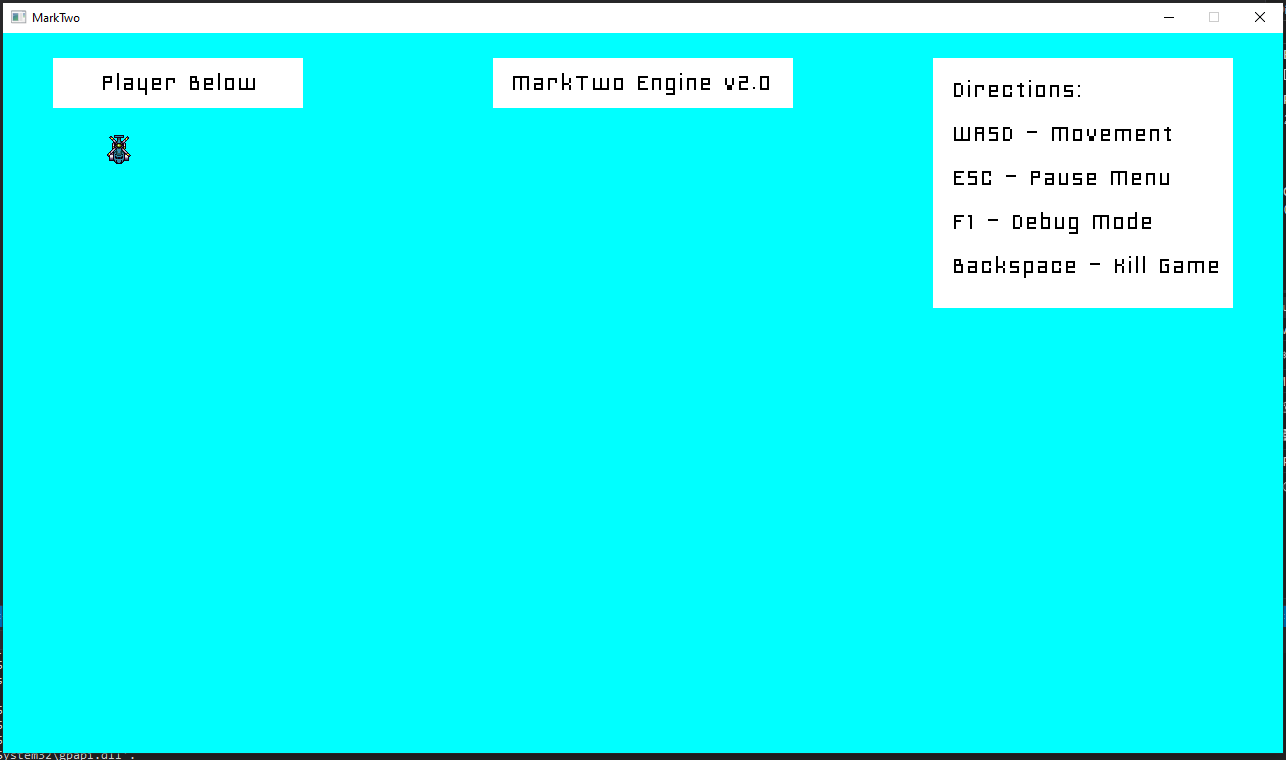 MarkTwo
Player Below
MarkTwo Engine v2.0
Directions:
WASD - Movement
ESC - Pause Menu
F1 - Debug Mode
Backspace - Kill Game
system32\gpapi.dll'.